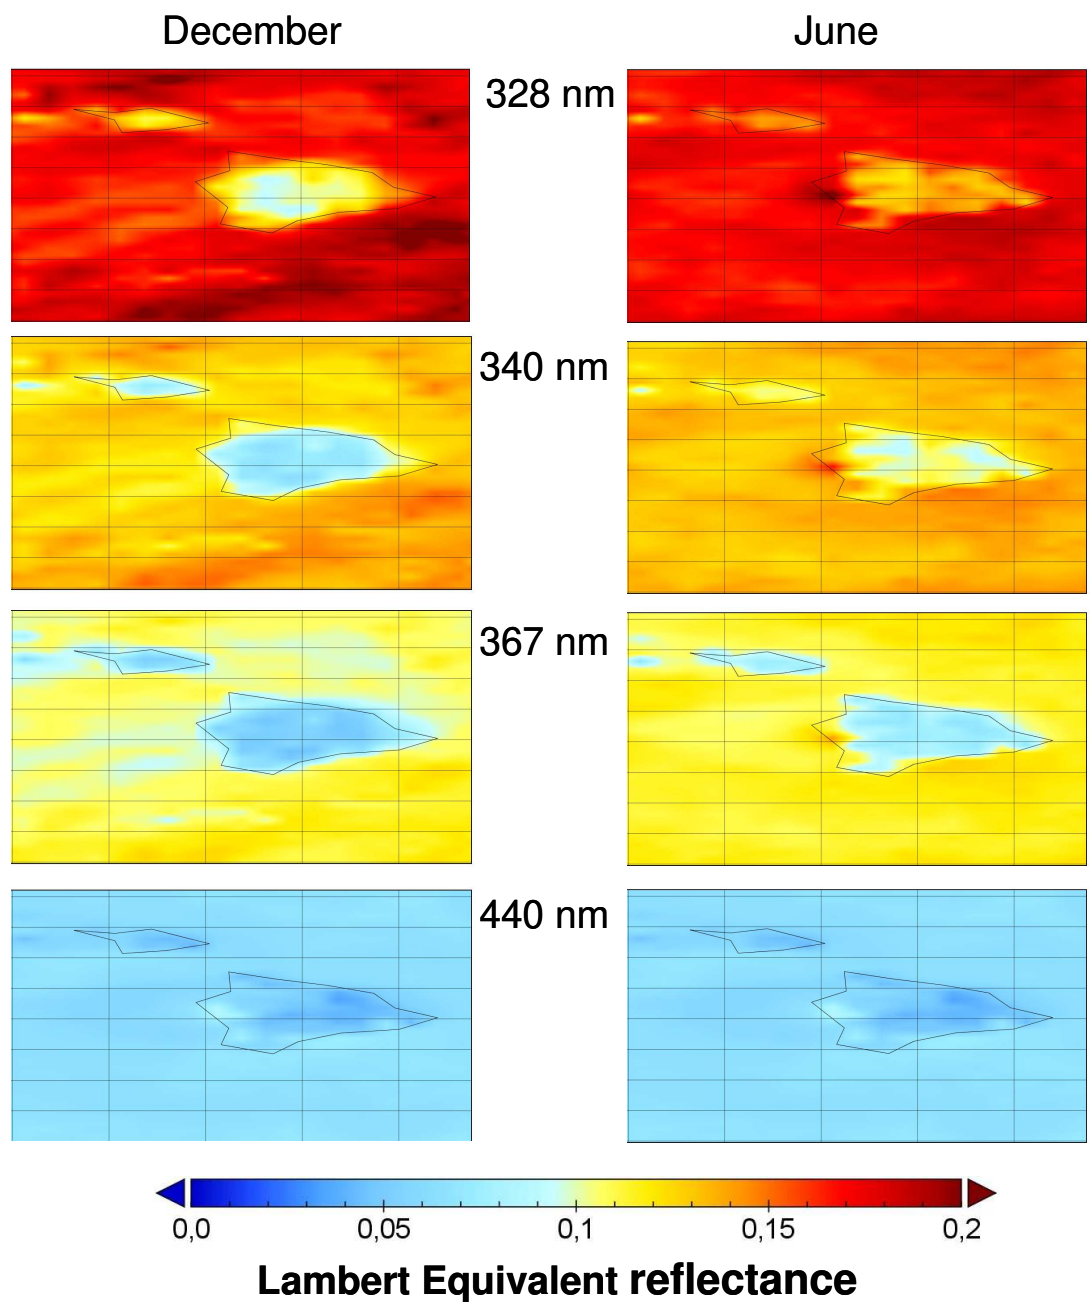 December June
328 nm
340 nm
367 nm
440 nm
0,0 0,05 0,1 0,15 0,2
Lambert Equivalent reflectance